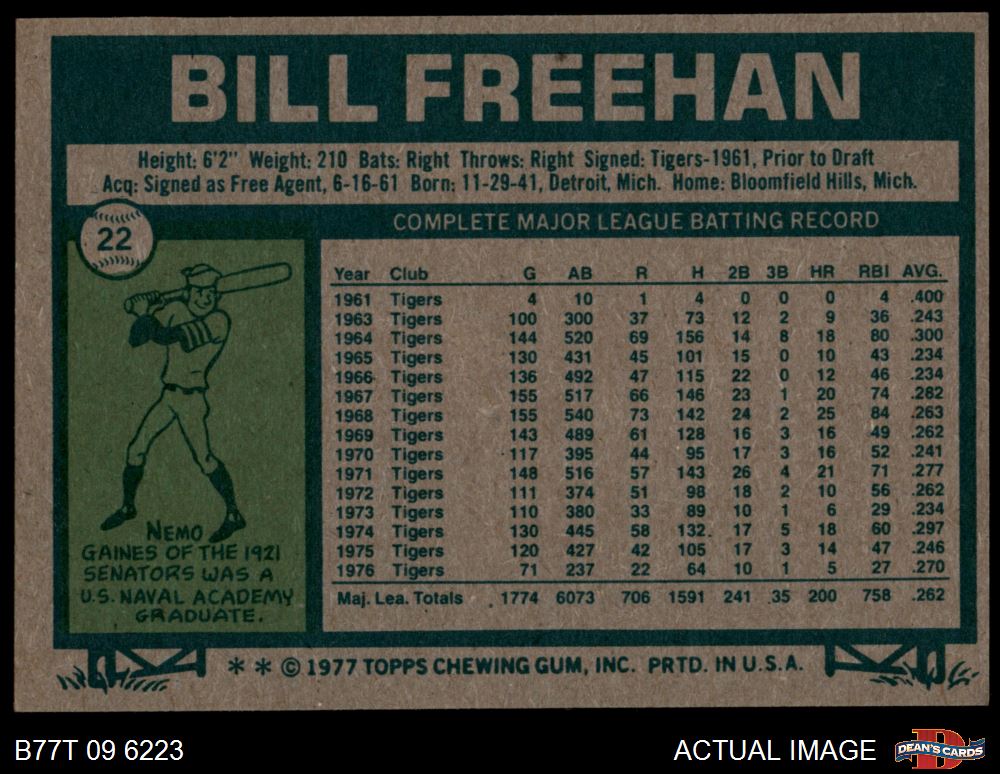 BILL FREEHAN
Height: 6'2" Weight: 210 Bats: Right Throws: Right Signed: Tigers-1961, Prior to Draft
Acq: Signed as Free Agent, 6-16-61 Born: 11-29-41, Detroit, Mich. Home: Bloomfield Hills, Mich.
22
COMPLETE MAJOR LEAGUE BATTING RECORD
Year Club G AB R H 2B 3B HR RBI AVG.
1961 Tigers 4 10 1 4 0 0 0 4 .400
1963 Tigers 100 300 37 73 12 2 9 36 .243
1964 Tigers 144 520 69 156 14 8 18 80 .300
1965 Tigers 130 431 45 101 15 0 10 43 .234
1966 Tigers 136 492 47 115 22 0 12 46 .234
1967 Tigers 155 517 66 146 23 1 20 74 .282
1968 Tigers 155 540 73 142 24 2 25 84 .263
1969 Tigers 143 489 61 128 16 3 16 49 .262
1970 Tigers 117 395 44 95 17 3 16 52 .241
1971 Tigers 148 516 57 143 26 4 21 71 .277
1972 Tigers 111 374 51 98 18 2 10 56 .262
1973 Tigers 110 380 33 89 10 1 6 29 .234
1974 Tigers 130 445 58 132 17 5 18 60 .297
1975 Tigers 120 427 42 105 17 3 14 47 .246
1976 Tigers 71 237 22 64 10 1 5 27 .270
Maj. Lea. Totals 1774 6073 706 1591 241 35 200 758 .262
NEMO
GAINES OF THE 1921
SENATORS WAS A
U.S. NAVAL ACADEMY
GRADUATE.
* * © 1977 TOPPS CHEWING GUM, INC. PRTD. IN U.S.A.
B77T 09 6223
ACTUAL IMAGE
DEAN'S CARDS